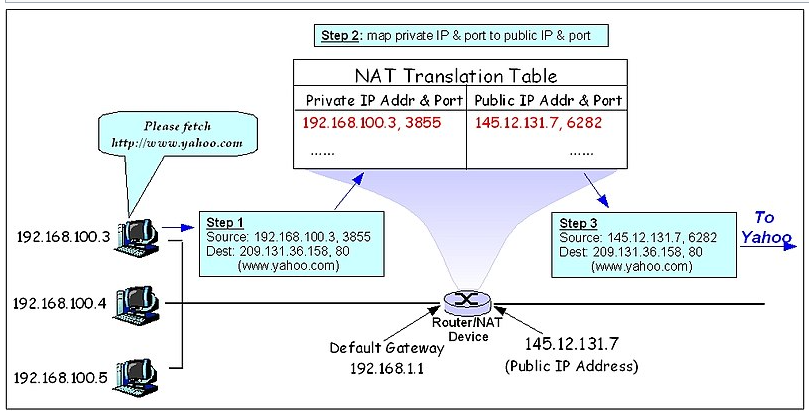 Step 2: map private IP & port to public IP & port
NAT Translation Table
Private IP Addr & Port
Public IP Addr & Port
192.168.100.3, 3855
145.12.131.7, 6282
......
......
Please fetch
http://www.yahoo.com
Step 1
Source: 192.168.100.3, 3855
Dest: 209.131.36.158, 80
(www.yahoo.com)
Step 3
Source: 145.12.131.7, 6282
Dest: 209.131.36.158, 80
(www.yahoo.com)
To
Yahoo
192.168.100.3
192.168.100.4
192.168.100.5
Router/NAT
Device
Default Gateway
192.168.1.1
145.12.131.7
(Public IP Address)